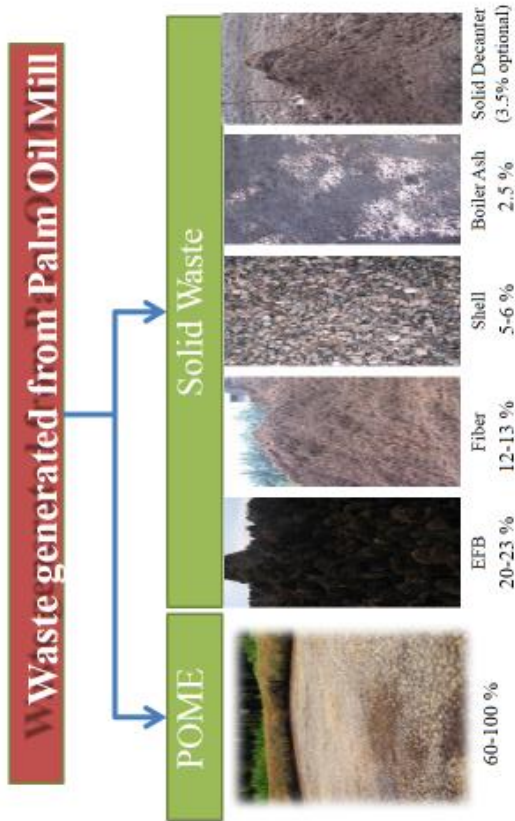 Waste generated from Palm Oil Mill
POME
Solid Waste
60-100 %
EFB
20-23 %
Fiber
12-13 %
Shell
5-6 %
Boiler Ash
2.5 %
Solid Decanter
(3.5% optional)